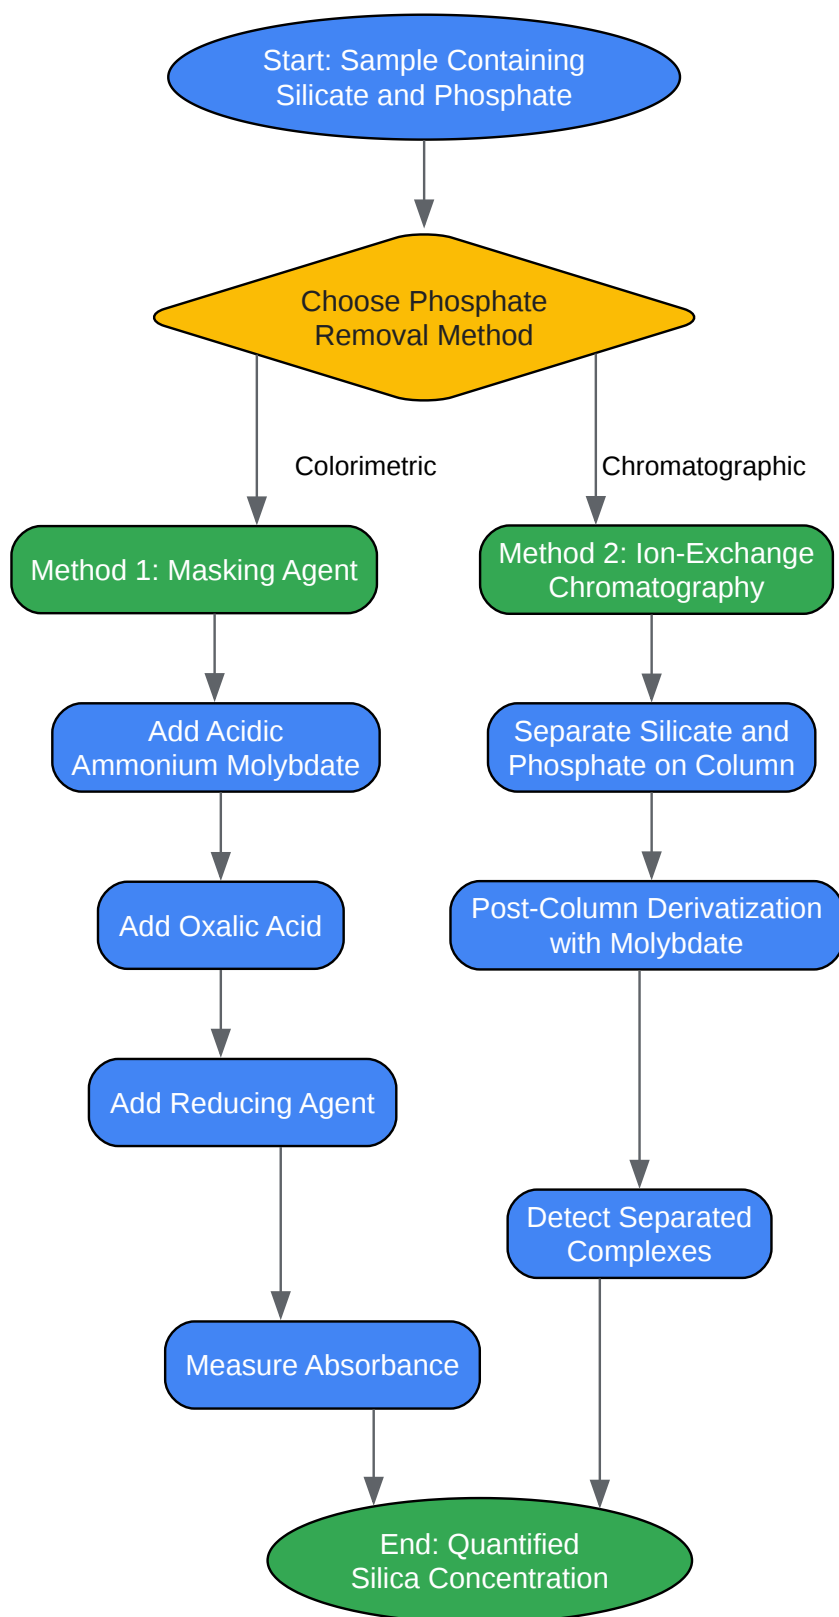 Start: Sample Containing
Silicate and Phosphate
Choose Phosphate
Removal Method
Colorimetric
Chromatographic
Method 1: Masking Agent
Method 2: Ion-Exchange
Chromatography
Add Acidic
Ammonium Molybdate
Separate Silicate and
Phosphate on Column
Add Oxalic Acid
Post-Column Derivatization
with Molybdate
Add Reducing Agent
Detect Separated
Complexes
Measure Absorbance
End: Quantified
Silica Concentration